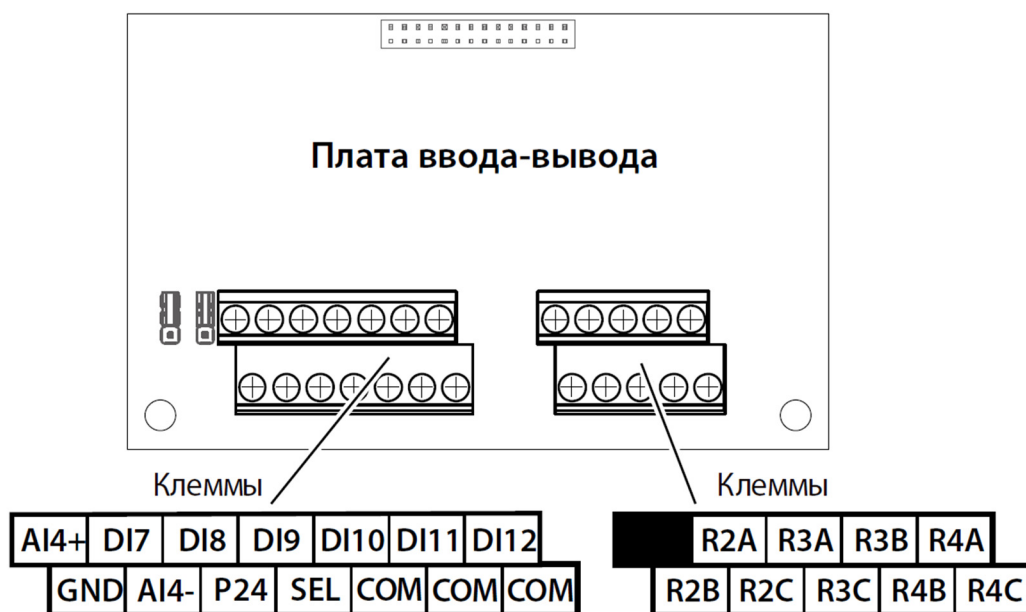 Плата ввода-вывода
Клеммы
Клеммы
AI4+ DI7 DI8 DI9 DI10 DI11 DI12
GND AI4- P24 SEL COM COM COM
R2A R3A R3B R4A
R2B R2C R3C R4B R4C